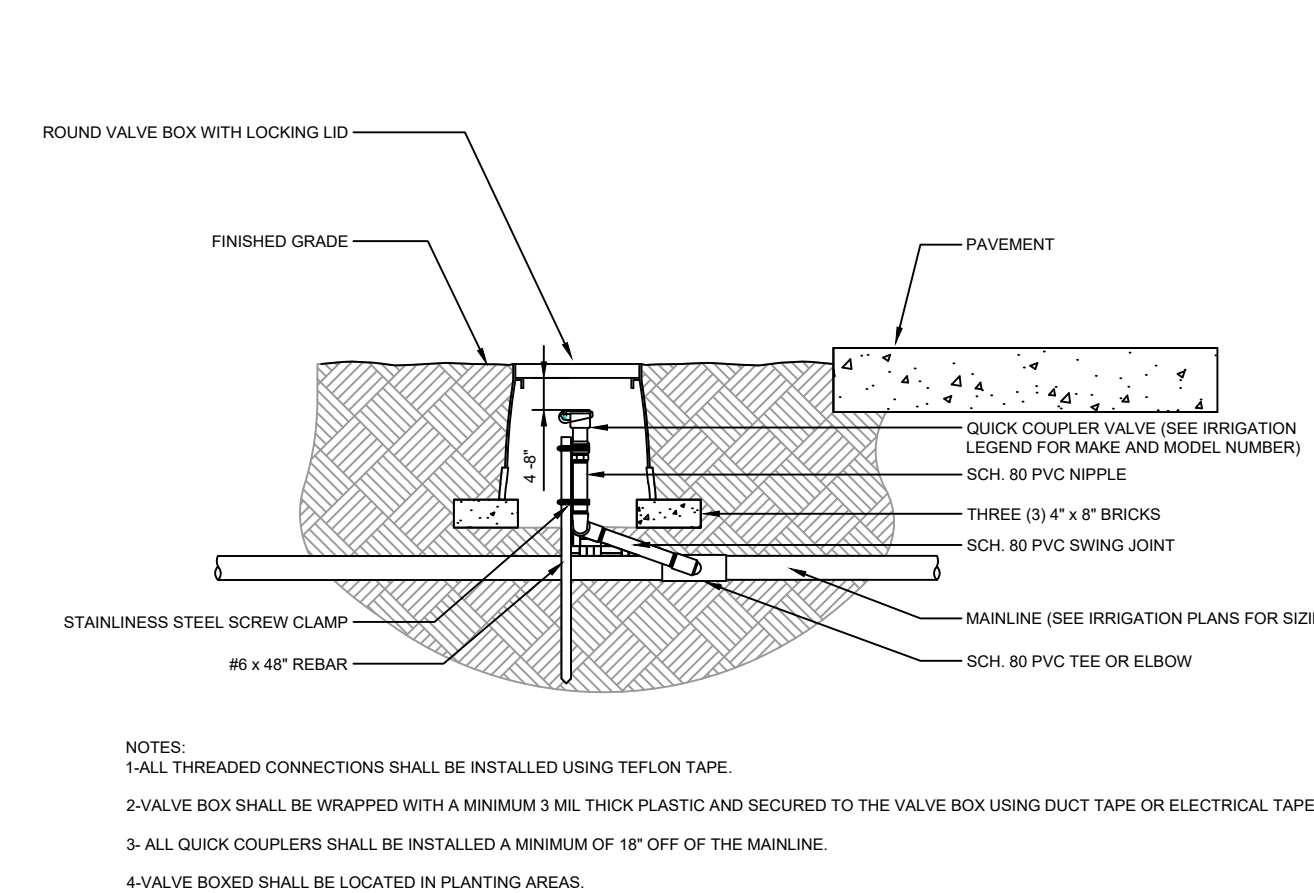 ROUND VALVE BOX WITH LOCKING LID
FINISHED GRADE
PAVEMENT
QUICK COUPLER VALVE (SEE IRRIGATION
LEGEND FOR MAKE AND MODEL NUMBER)
4 -8"
SCH. 80 PVC NIPPLE
THREE (3) 4" x 8" BRICKS
SCH. 80 PVC SWING JOINT
STAINLINESS STEEL SCREW CLAMP
MAINLINE (SEE IRRIGATION PLANS FOR
#6 x 48" REBAR
SCH. 80 PVC TEE OR ELBOW
NOTES:
1-ALL THREADED CONNECTIONS SHALL BE INSTALLED USING TEFLON TAPE.
2-VALVE BOX SHALL BE WRAPPED WITH A MINIMUM 3 MIL THICK PLASTIC AND SECURED TO THE VALVE BOX USING DUCT TAPE OR ELECTRICAL TAPE
3- ALL QUICK COUPLERS SHALL BE INSTALLED A MINIMUM OF 18" OFF OF THE MAINLINE.
4-VALVE BOXED SHALL BE LOCATED IN PLANTING AREAS.